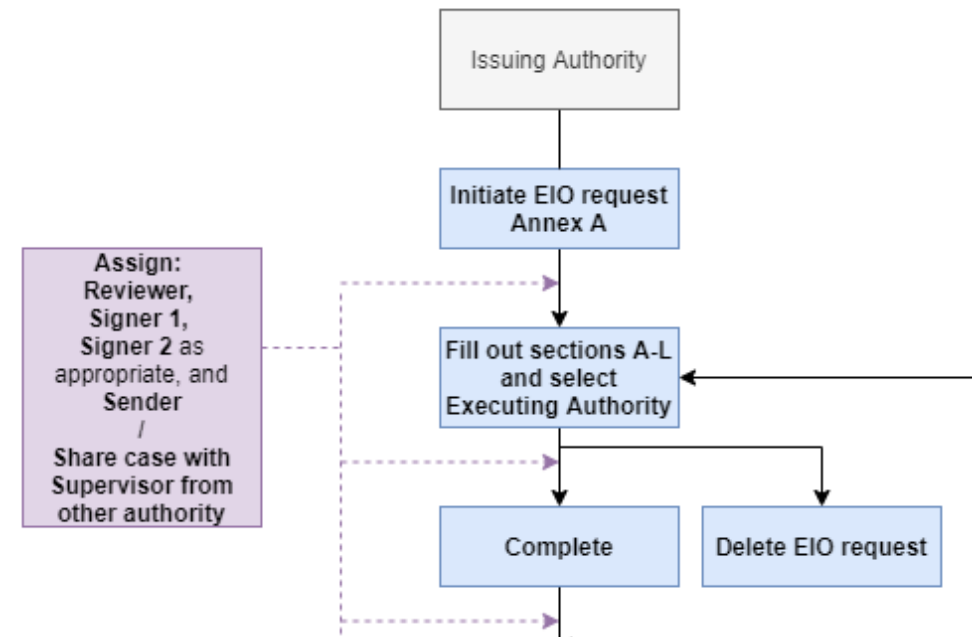 Issuing Authority
Initiate EIO request
Annex A
Assign:
Reviewer,
Signer 1,
Signer 2 as
appropriate, and
Sender
/
Share case with
Supervisor from
other authority
Fill out sections A-L
and select
Executing Authority
Complete
Delete EIO request